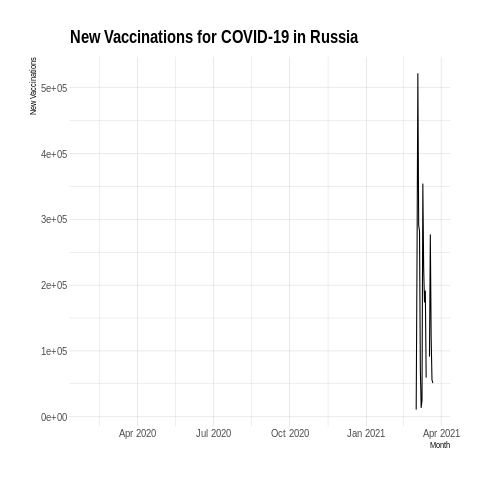 New Vaccinations for COVID-19 in Russia
New Vaccinations
5e+05
4e+05
3e+05
2e+05
1e+05
0e+00
Apr 2020 Jul 2020 Oct 2020 Jan 2021 Apr 2021
Month